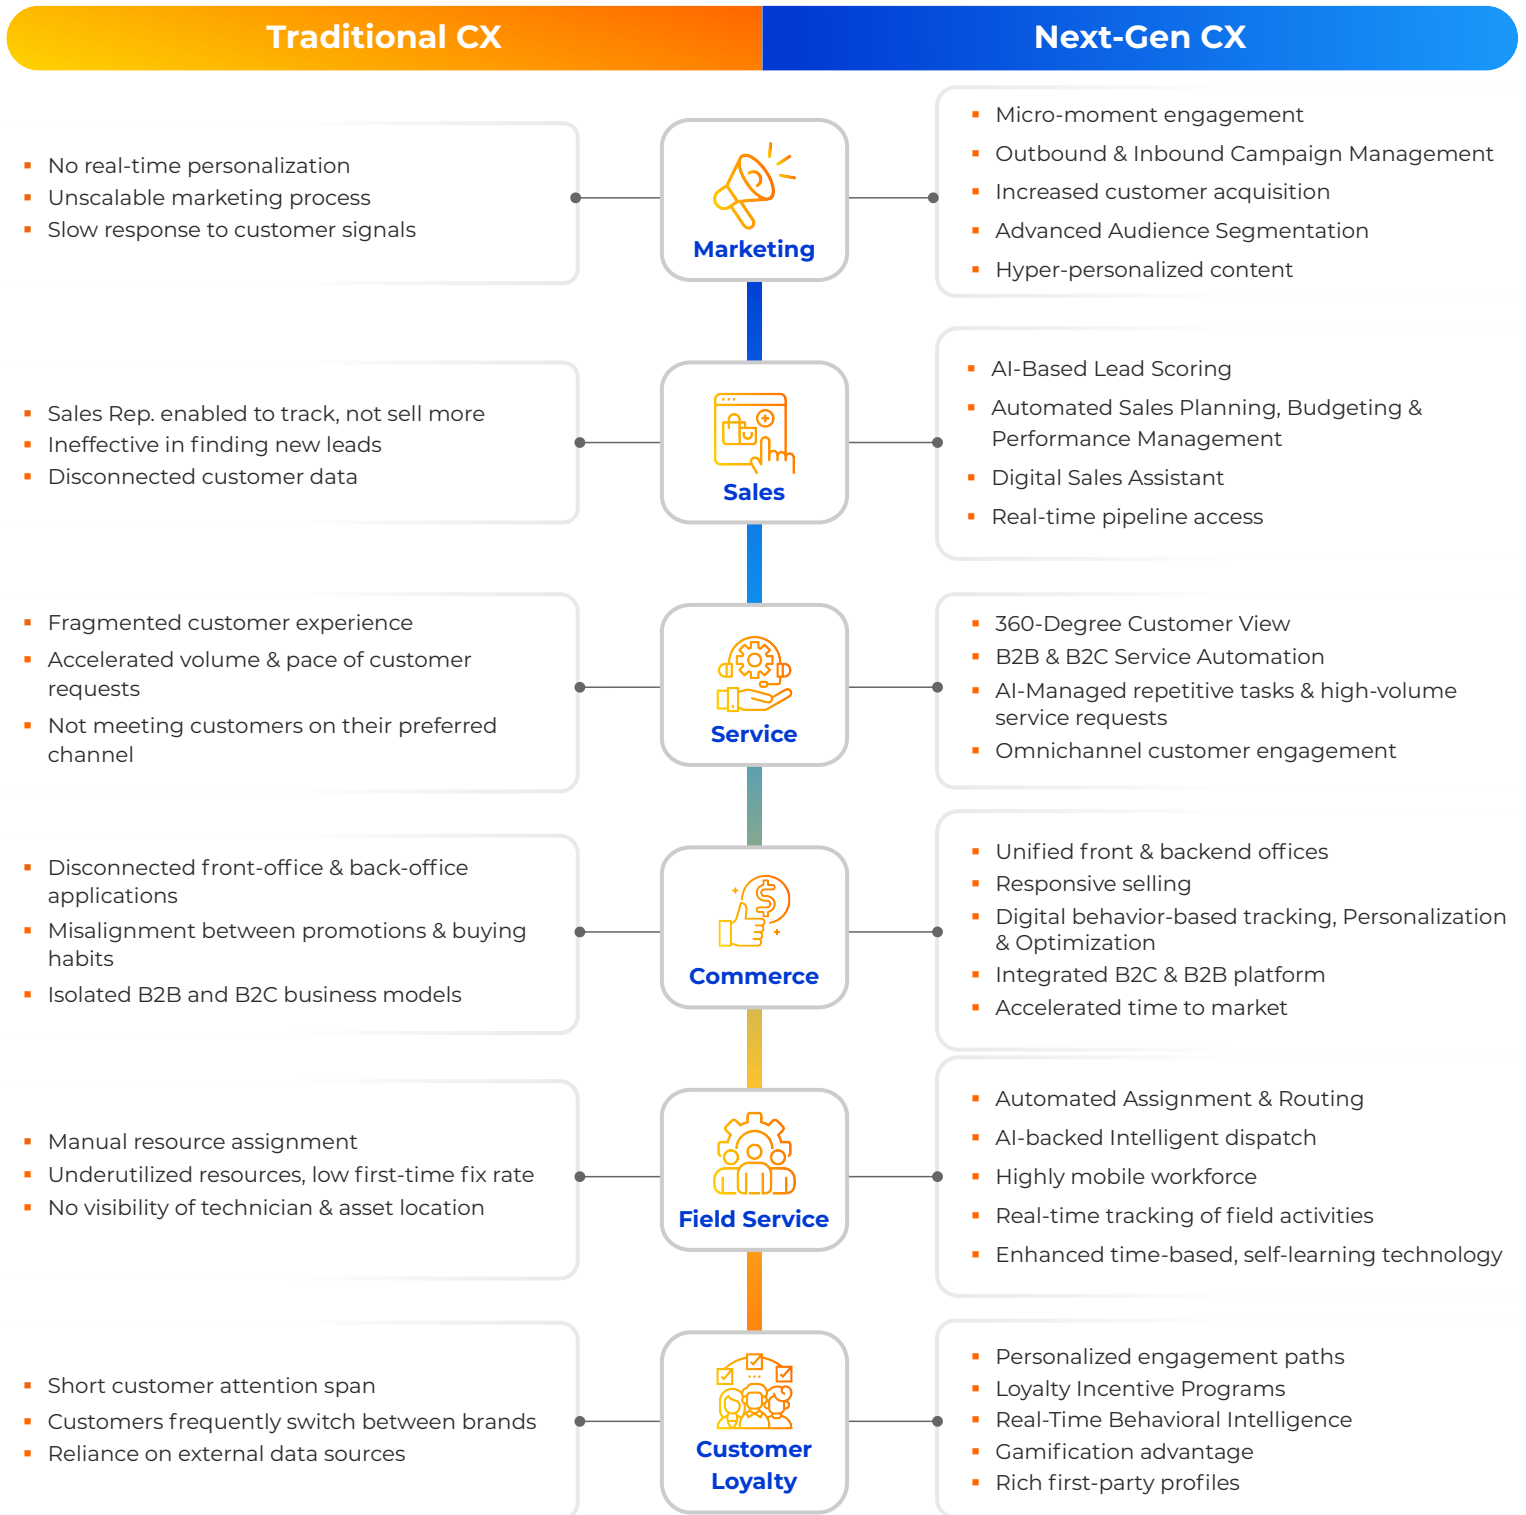 Traditional CX
Next-Gen CX
▪ No real-time personalization
▪ Unscalable marketing process
▪ Slow response to customer signals
Marketing
▪ Micro-moment engagement
▪ Outbound & Inbound Campaign Management
▪ Increased customer acquisition
▪ Advanced Audience Segmentation
▪ Hyper-personalized content
▪ Sales Rep. enabled to track, not sell more
▪ Ineffective in finding new leads
▪ Disconnected customer data
Sales
▪ AI-Based Lead Scoring
▪ Automated Sales Planning, Budgeting &
Performance Management
▪ Digital Sales Assistant
▪ Real-time pipeline access
▪ Fragmented customer experience
▪ Accelerated volume & pace of customer
requests
▪ Not meeting customers on their preferred
channel
Service
▪ 360-Degree Customer View
▪ B2B & B2C Service Automation
▪ AI-Managed repetitive tasks & high-volume
service requests
▪ Omnichannel customer engagement
▪ Disconnected front-office & back-office
applications
▪ Misalignment between promotions & buying
habits
▪ Isolated B2B and B2C business models
Commerce
▪ Unified front & backend offices
▪ Responsive selling
▪ Digital behavior-based tracking, Personalization
& Optimization
▪ Integrated B2C & B2B platform
▪ Accelerated time to market
▪ Manual resource assignment
▪ Underutilized resources, low first-time fix rate
▪ No visibility of technician & asset location
Field Service
▪ Automated Assignment & Routing
▪ AI-backed Intelligent dispatch
▪ Highly mobile workforce
▪ Real-time tracking of field activities
▪ Enhanced time-based, self-learning technology
▪ Short customer attention span
▪ Customers frequently switch between brands
▪ Reliance on external data sources
Customer
Loyalty
▪ Personalized engagement paths
▪ Loyalty Incentive Programs
▪ Real-Time Behavioral Intelligence
▪ Gamification advantage
▪ Rich first-party profiles